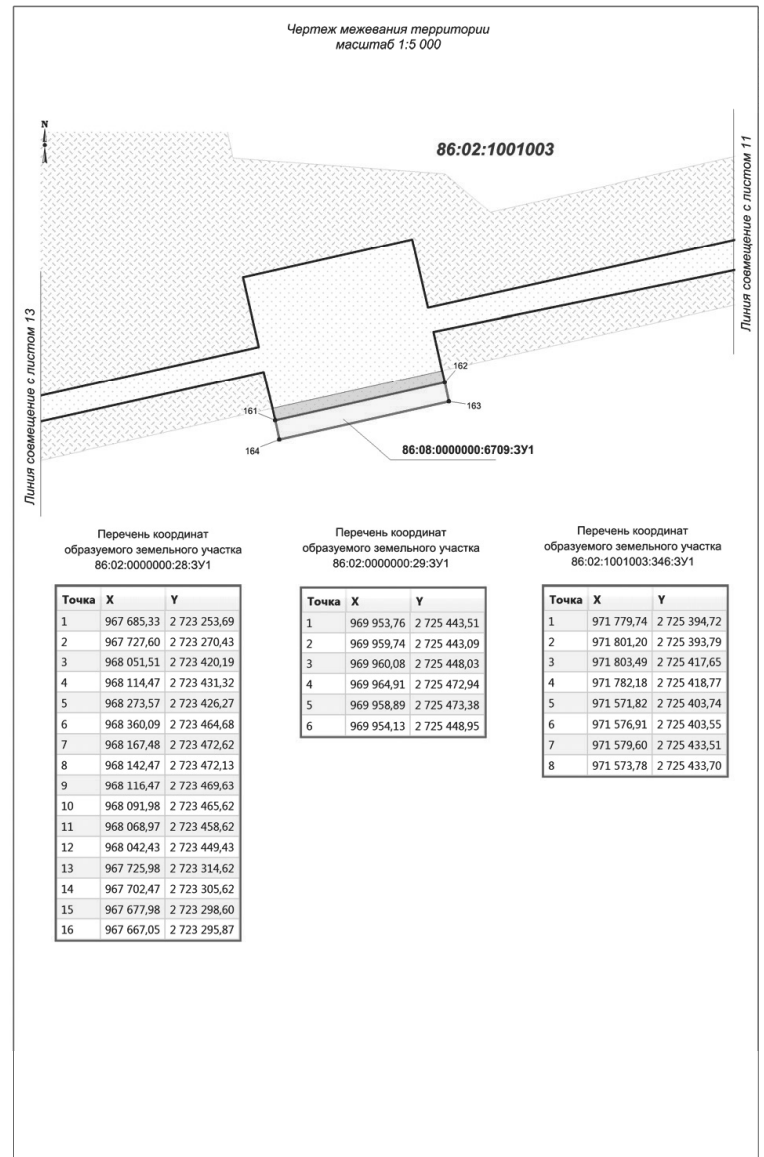 Чертеж межевания территории
масштаб 1:5 000
N
86:02:1001003
Линия совмещение с листом 11
Линия совмещение с листом 13
162
161
163
164
86:08:0000000:6709:ЗУ1
Перечень координат
образуемого земельного участка
86:02:0000000:28:ЗУ1
Точка X Y
1 967 685,33 2 723 253,69
2 967 727,60 2 723 270,43
3 968 051,51 2 723 420,19
4 968 114,47 2 723 431,32
5 968 273,57 2 723 426,27
6 968 360,09 2 723 464,68
7 968 167,48 2 723 472,62
8 968 142,47 2 723 472,13
9 968 116,47 2 723 469,63
10 968 091,98 2 723 465,62
11 968 068,97 2 723 458,62
12 968 042,43 2 723 449,43
13 967 725,98 2 723 314,62
14 967 702,47 2 723 305,62
15 967 677,98 2 723 298,60
16 967 667,05 2 723 295,87
Перечень координат
образуемого земельного участка
86:02:0000000:29:ЗУ1
Точка X Y
1 969 953,76 2 725 443,51
2 969 959,74 2 725 443,09
3 969 960,08 2 725 448,03
4 969 964,91 2 725 472,94
5 969 958,89 2 725 473,38
6 969 954,13 2 725 448,95
Перечень координат
образуемого земельного участка
86:02:1001003:346:ЗУ1
Точка X Y
1 971 779,74 2 725 394,72
2 971 801,20 2 725 393,79
3 971 803,49 2 725 417,65
4 971 782,18 2 725 418,77
5 971 571,82 2 725 403,74
6 971 576,91 2 725 403,55
7 971 579,60 2 725 433,51
8 971 573,78 2 725 433,70